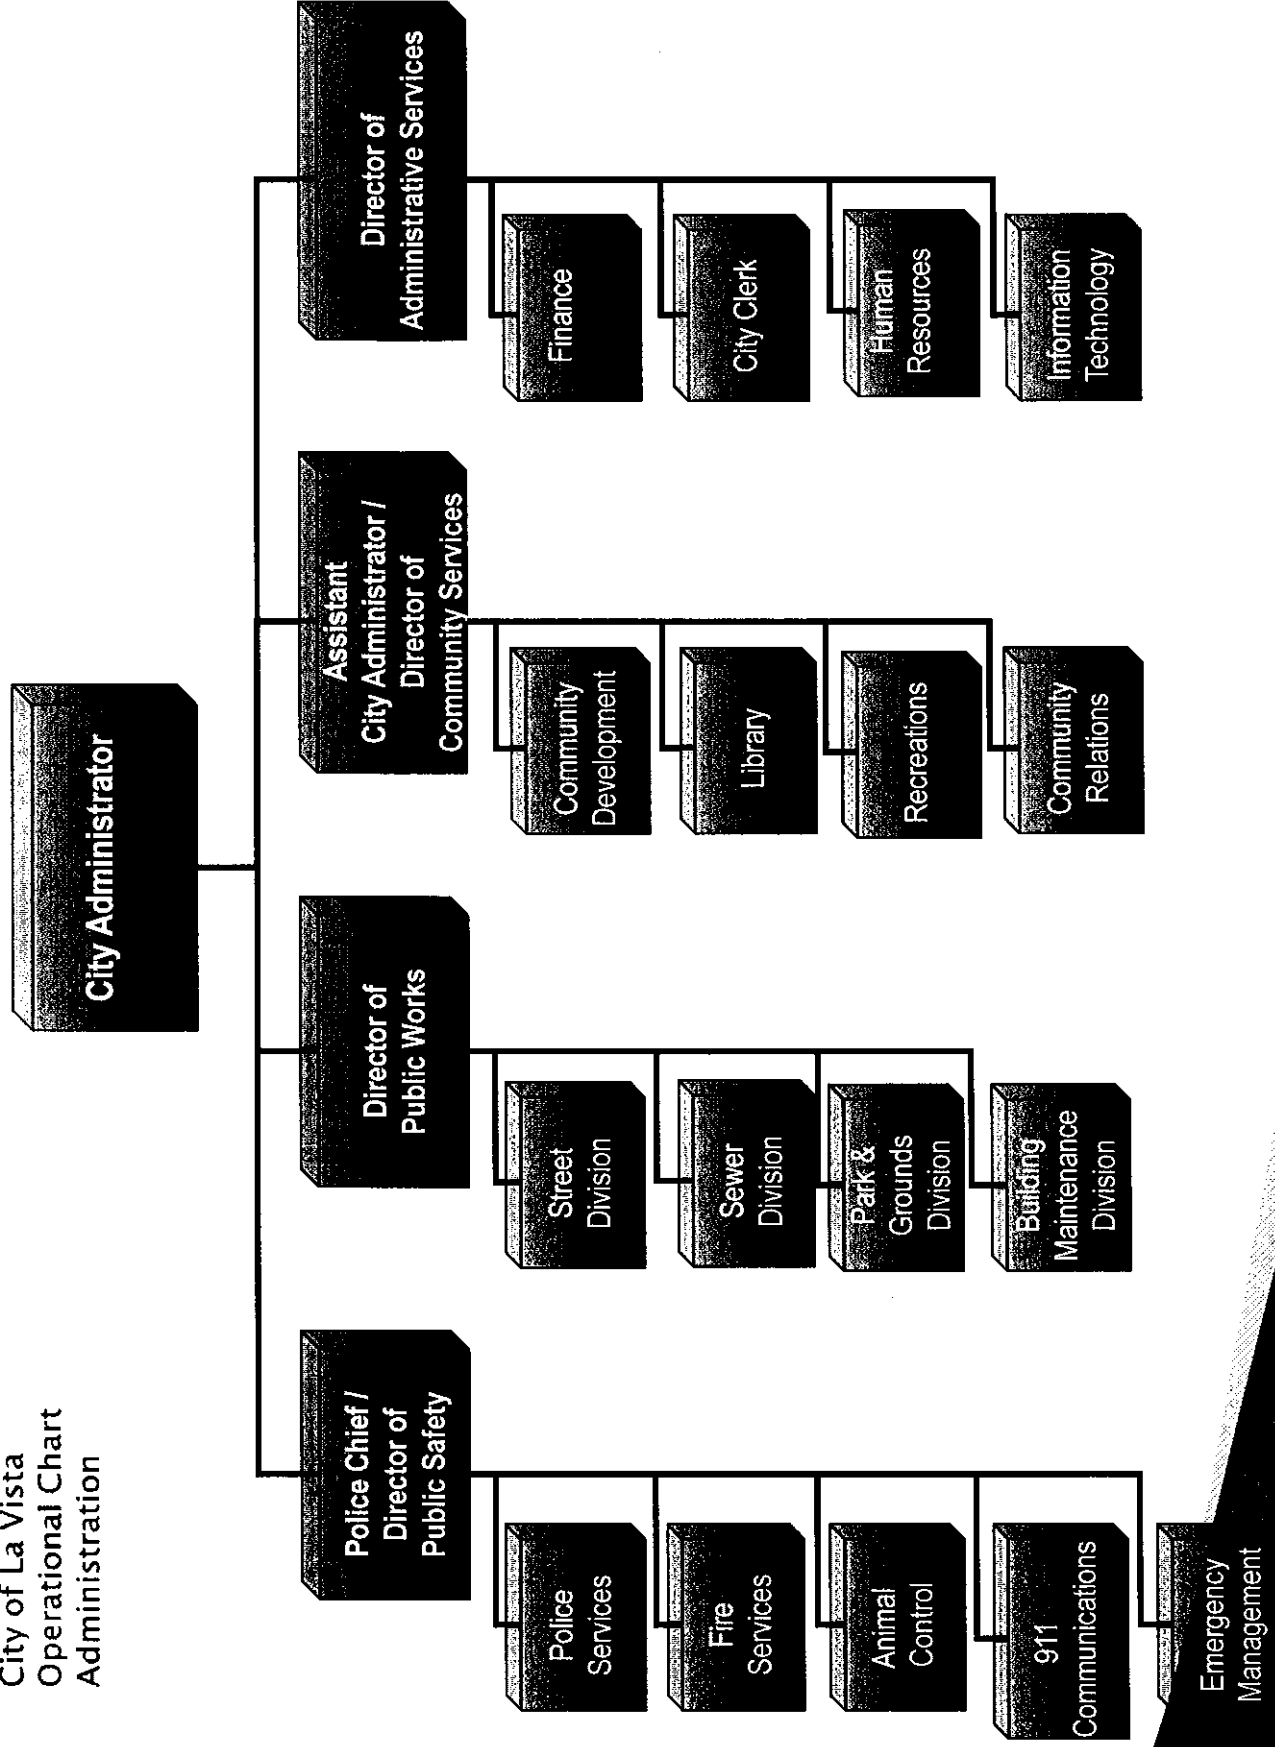 City of La Vista
Operational Chart
Administration
City Administrator
Police Chief /
Director of
Public Safety
Police
Services
Fire
Services
Animal
Control
911
Communications
Emergency
Management
Director of
Public Works
Street
Division
Sewer
Division
Park &
Grounds
Division
Building
Maintenance
Division
Assistant
City Administrator /
Director of
Community Services
Community
Development
Library
Recreations
Community
Relations
Director of
Administrative Services
Finance
City Clerk
Human
Resources
Information
Technology